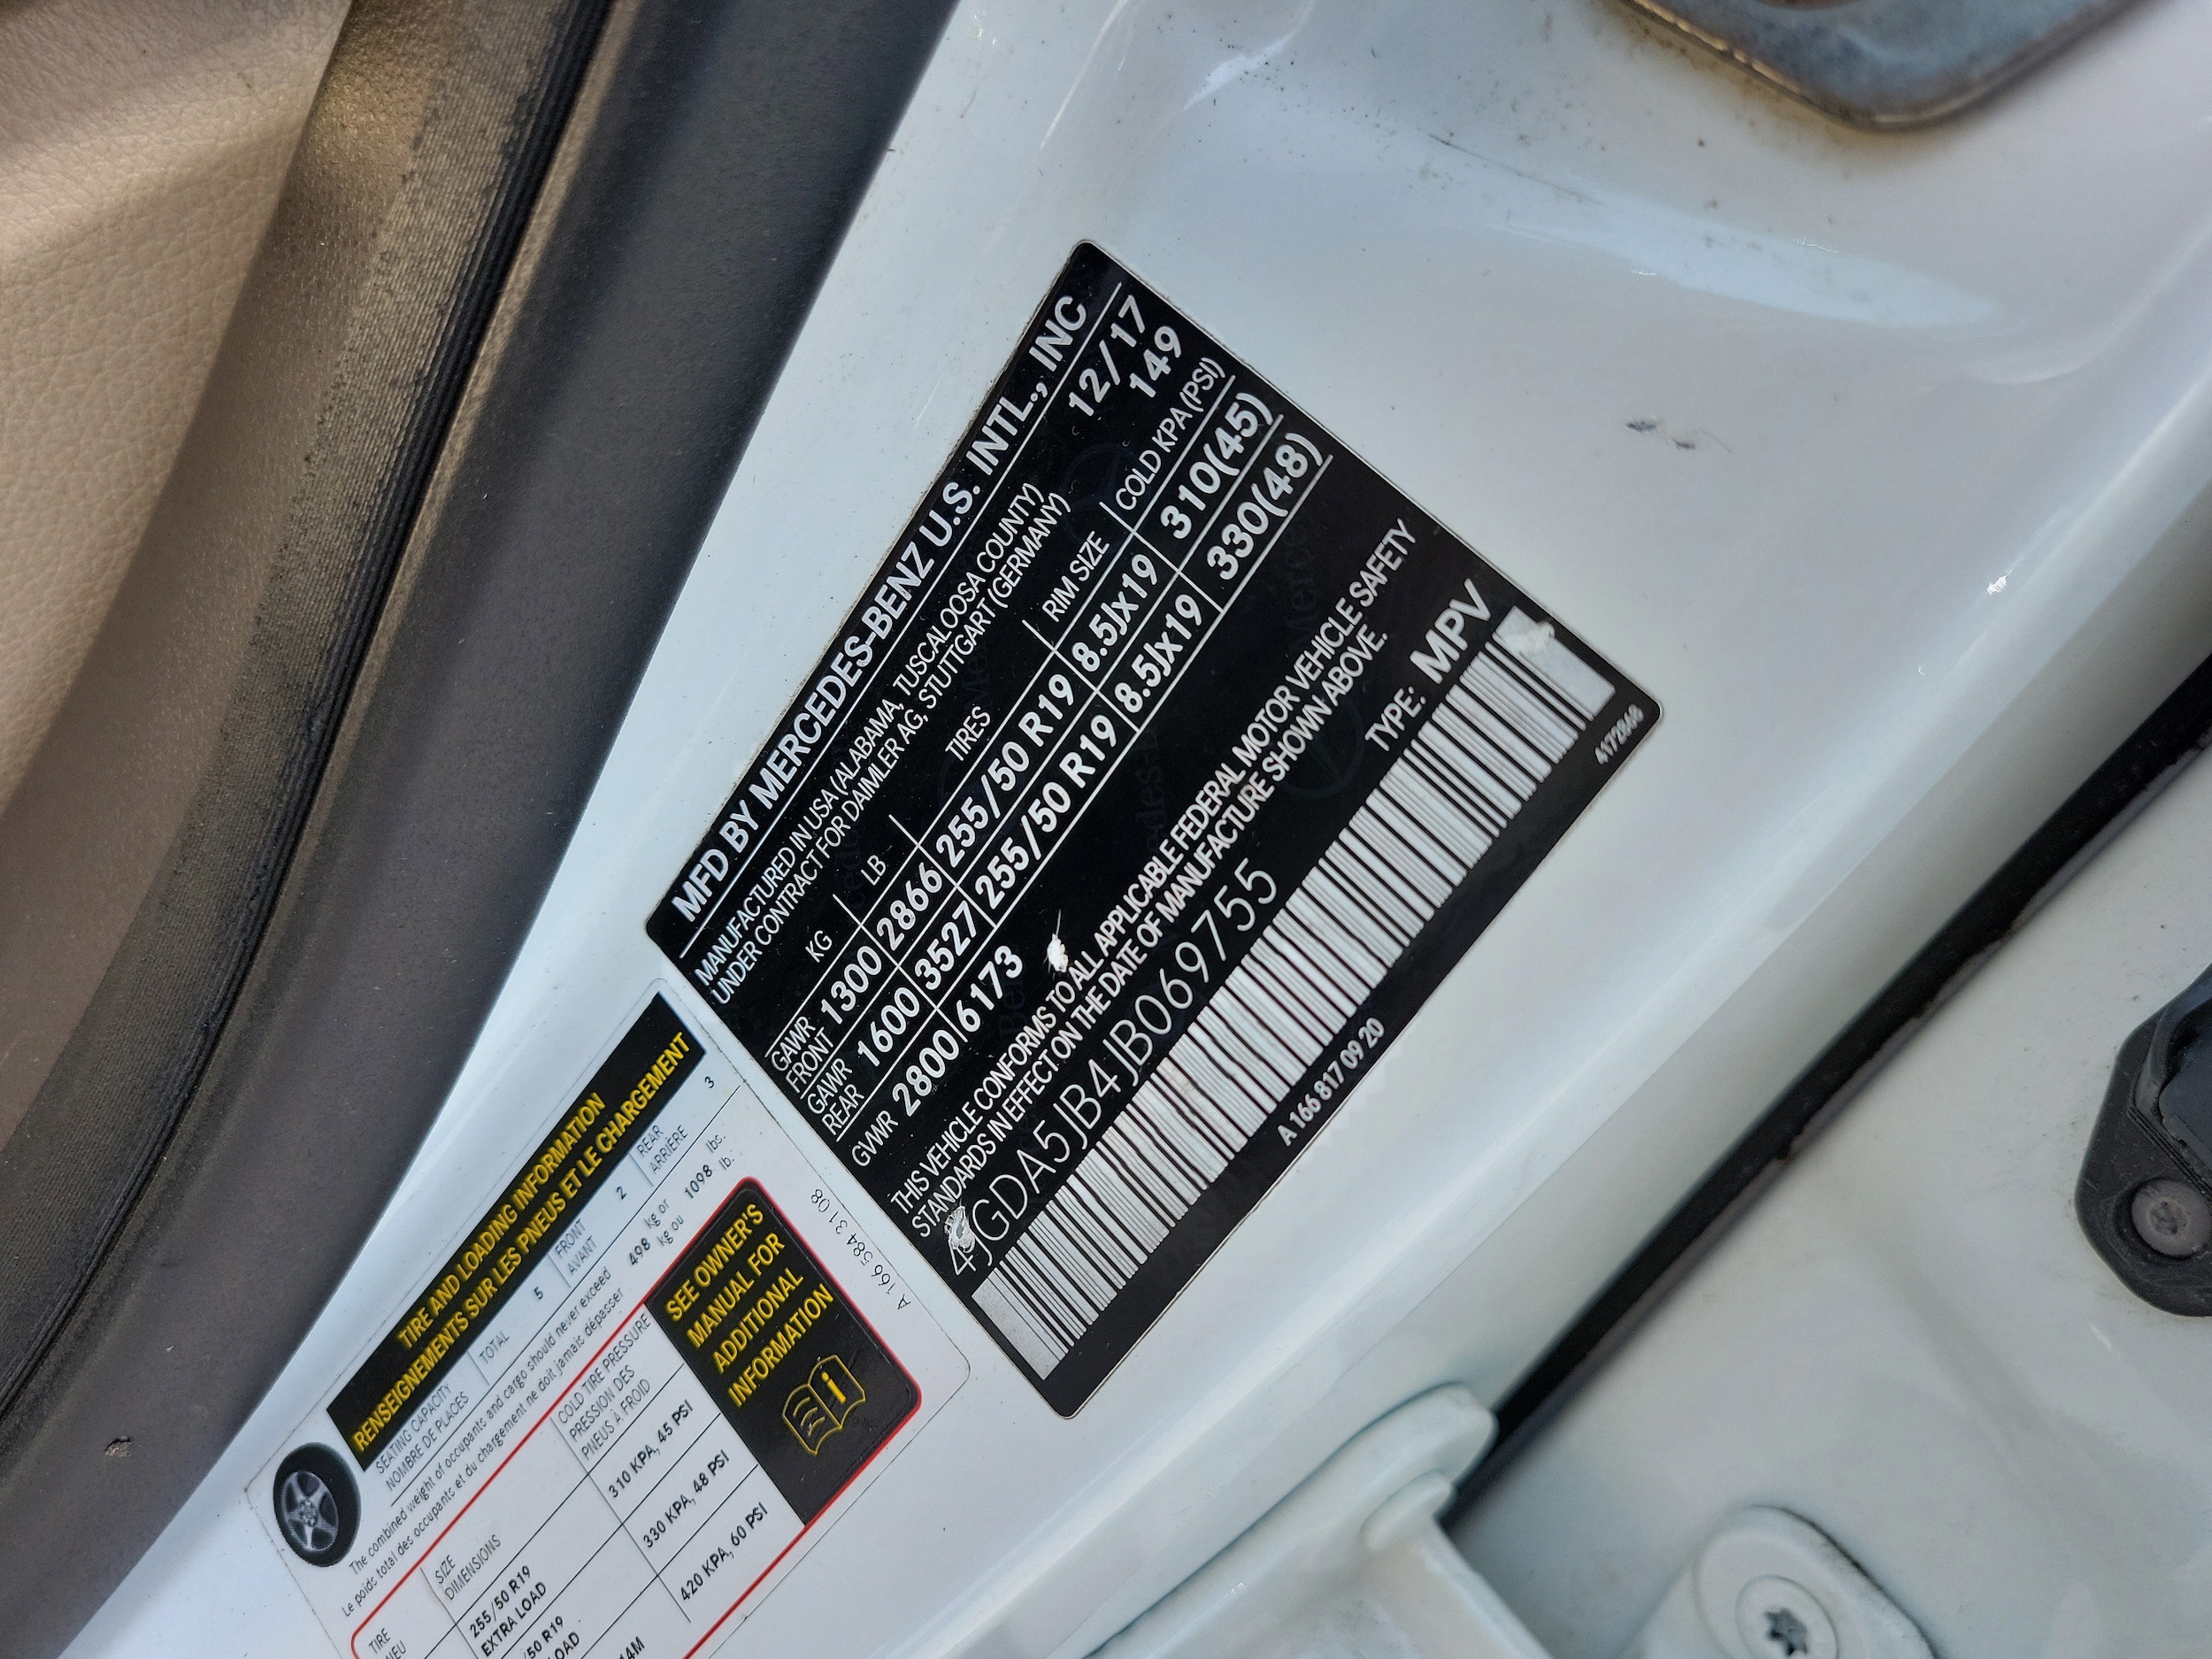 MFD BY MERCEDES-BENZ U.S. INTL., INC
MANUFACTURED IN USA (ALABAMA, TUSCALOOSA COUNTY) 12/17
UNDER CONTRACT FOR DAIMLER AG, STUTTGART (GERMANY) 149
KG LB TIRES RIM SIZE COLD KPA (PSI)
GAWR FRONT 1300 2866 255/50 R19 8.5Jx19 310(45)
GAWR REAR 1600 3527 255/50 R19 8.5Jx19 330(48)
GVWR 2800 6173
THIS VEHICLE CONFORMS TO ALL APPLICABLE FEDERAL MOTOR VEHICLE SAFETY
STANDARDS IN EFFECT ON THE DATE OF MANUFACTURE SHOWN ABOVE.
4JGDA5JB4JB069755 TYPE: MPV
A 166 817 09 20
TIRE AND LOADING INFORMATION
RENSEIGNEMENTS SUR LES PNEUS ET LE CHARGEMENT
SEATING CAPACITY TOTAL 5 FRONT 2 REAR 3
NOMBRE DE PLACES AVANT ARRIÈRE
The combined weight of occupants and cargo should never exceed 498 kg or 1098 lbs.
Le poids total des occupants et du chargement ne doit jamais dépasser kg ou lb.
TIRE SIZE COLD TIRE PRESSURE
NEU DIMENSIONS PRESSION DES
PNEUS À FROID
255/50 R19 310 KPA, 45 PSI
EXTRA LOAD
/50 R19 330 KPA, 48 PSI
LOAD
14M 420 KPA, 60 PSI
SEE OWNER'S
MANUAL FOR
ADDITIONAL
INFORMATION
A 166 584 31 08